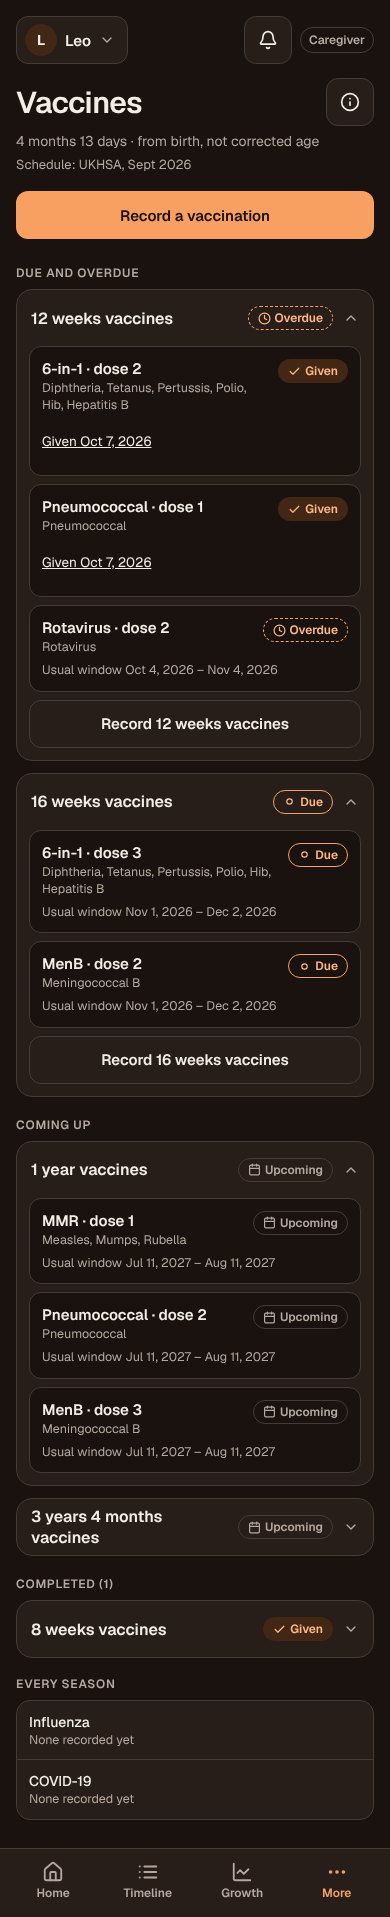 L Leo
Caregiver
Vaccines
4 months 13 days · from birth, not corrected age
Schedule: UKHSA, Sept 2026
Record a vaccination
DUE AND OVERDUE
12 weeks vaccines
Overdue
6-in-1 · dose 2
Given
Diphtheria, Tetanus, Pertussis, Polio,
Hib, Hepatitis B
Given Oct 7, 2026
Pneumococcal · dose 1
Given
Pneumococcal
Given Oct 7, 2026
Rotavirus · dose 2
Overdue
Rotavirus
Usual window Oct 4, 2026 – Nov 4, 2026
Record 12 weeks vaccines
16 weeks vaccines
Due
6-in-1 · dose 3
Due
Diphtheria, Tetanus, Pertussis, Polio, Hib,
Hepatitis B
Usual window Nov 1, 2026 – Dec 2, 2026
MenB · dose 2
Due
Meningococcal B
Usual window Nov 1, 2026 – Dec 2, 2026
Record 16 weeks vaccines
COMING UP
1 year vaccines
Upcoming
MMR · dose 1
Upcoming
Measles, Mumps, Rubella
Usual window Jul 11, 2027 – Aug 11, 2027
Pneumococcal · dose 2
Upcoming
Pneumococcal
Usual window Jul 11, 2027 – Aug 11, 2027
MenB · dose 3
Upcoming
Meningococcal B
Usual window Jul 11, 2027 – Aug 11, 2027
3 years 4 months
vaccines
Upcoming
COMPLETED (1)
8 weeks vaccines
Given
EVERY SEASON
Influenza
None recorded yet
COVID-19
None recorded yet
Home
Timeline
Growth
More